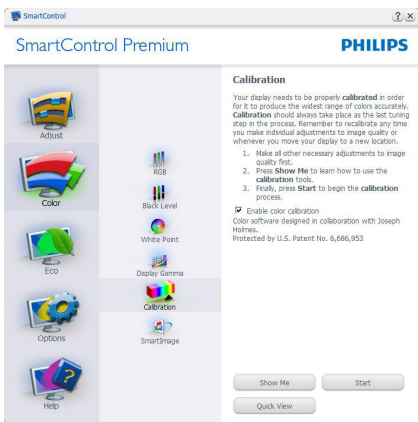 SmartControl
SmartControl Premium
PHILIPS
Adjust
Color
Eco
Options
Help
RGB
Black Level
White Point
Display Gamma
Calibration
SmartImage
Calibration
Your display needs to be properly calibrated in order
for it to produce the widest range of colors accurately.
Calibration should always take place as the last tuning
step in the process. Remember to recalibrate any time
you make individual adjustments to image quality or
whenever you move your display to a new location.
1. Make all other necessary adjustments to image
quality first.
2. Press Show Me to learn how to use the
calibration tools.
3. Finally, press Start to begin the calibration
process.
Enable color calibration
Color software designed in collaboration with Joseph
Holmes.
Protected by U.S. Patent No. 6,686,953
Show Me
Start
Quick View